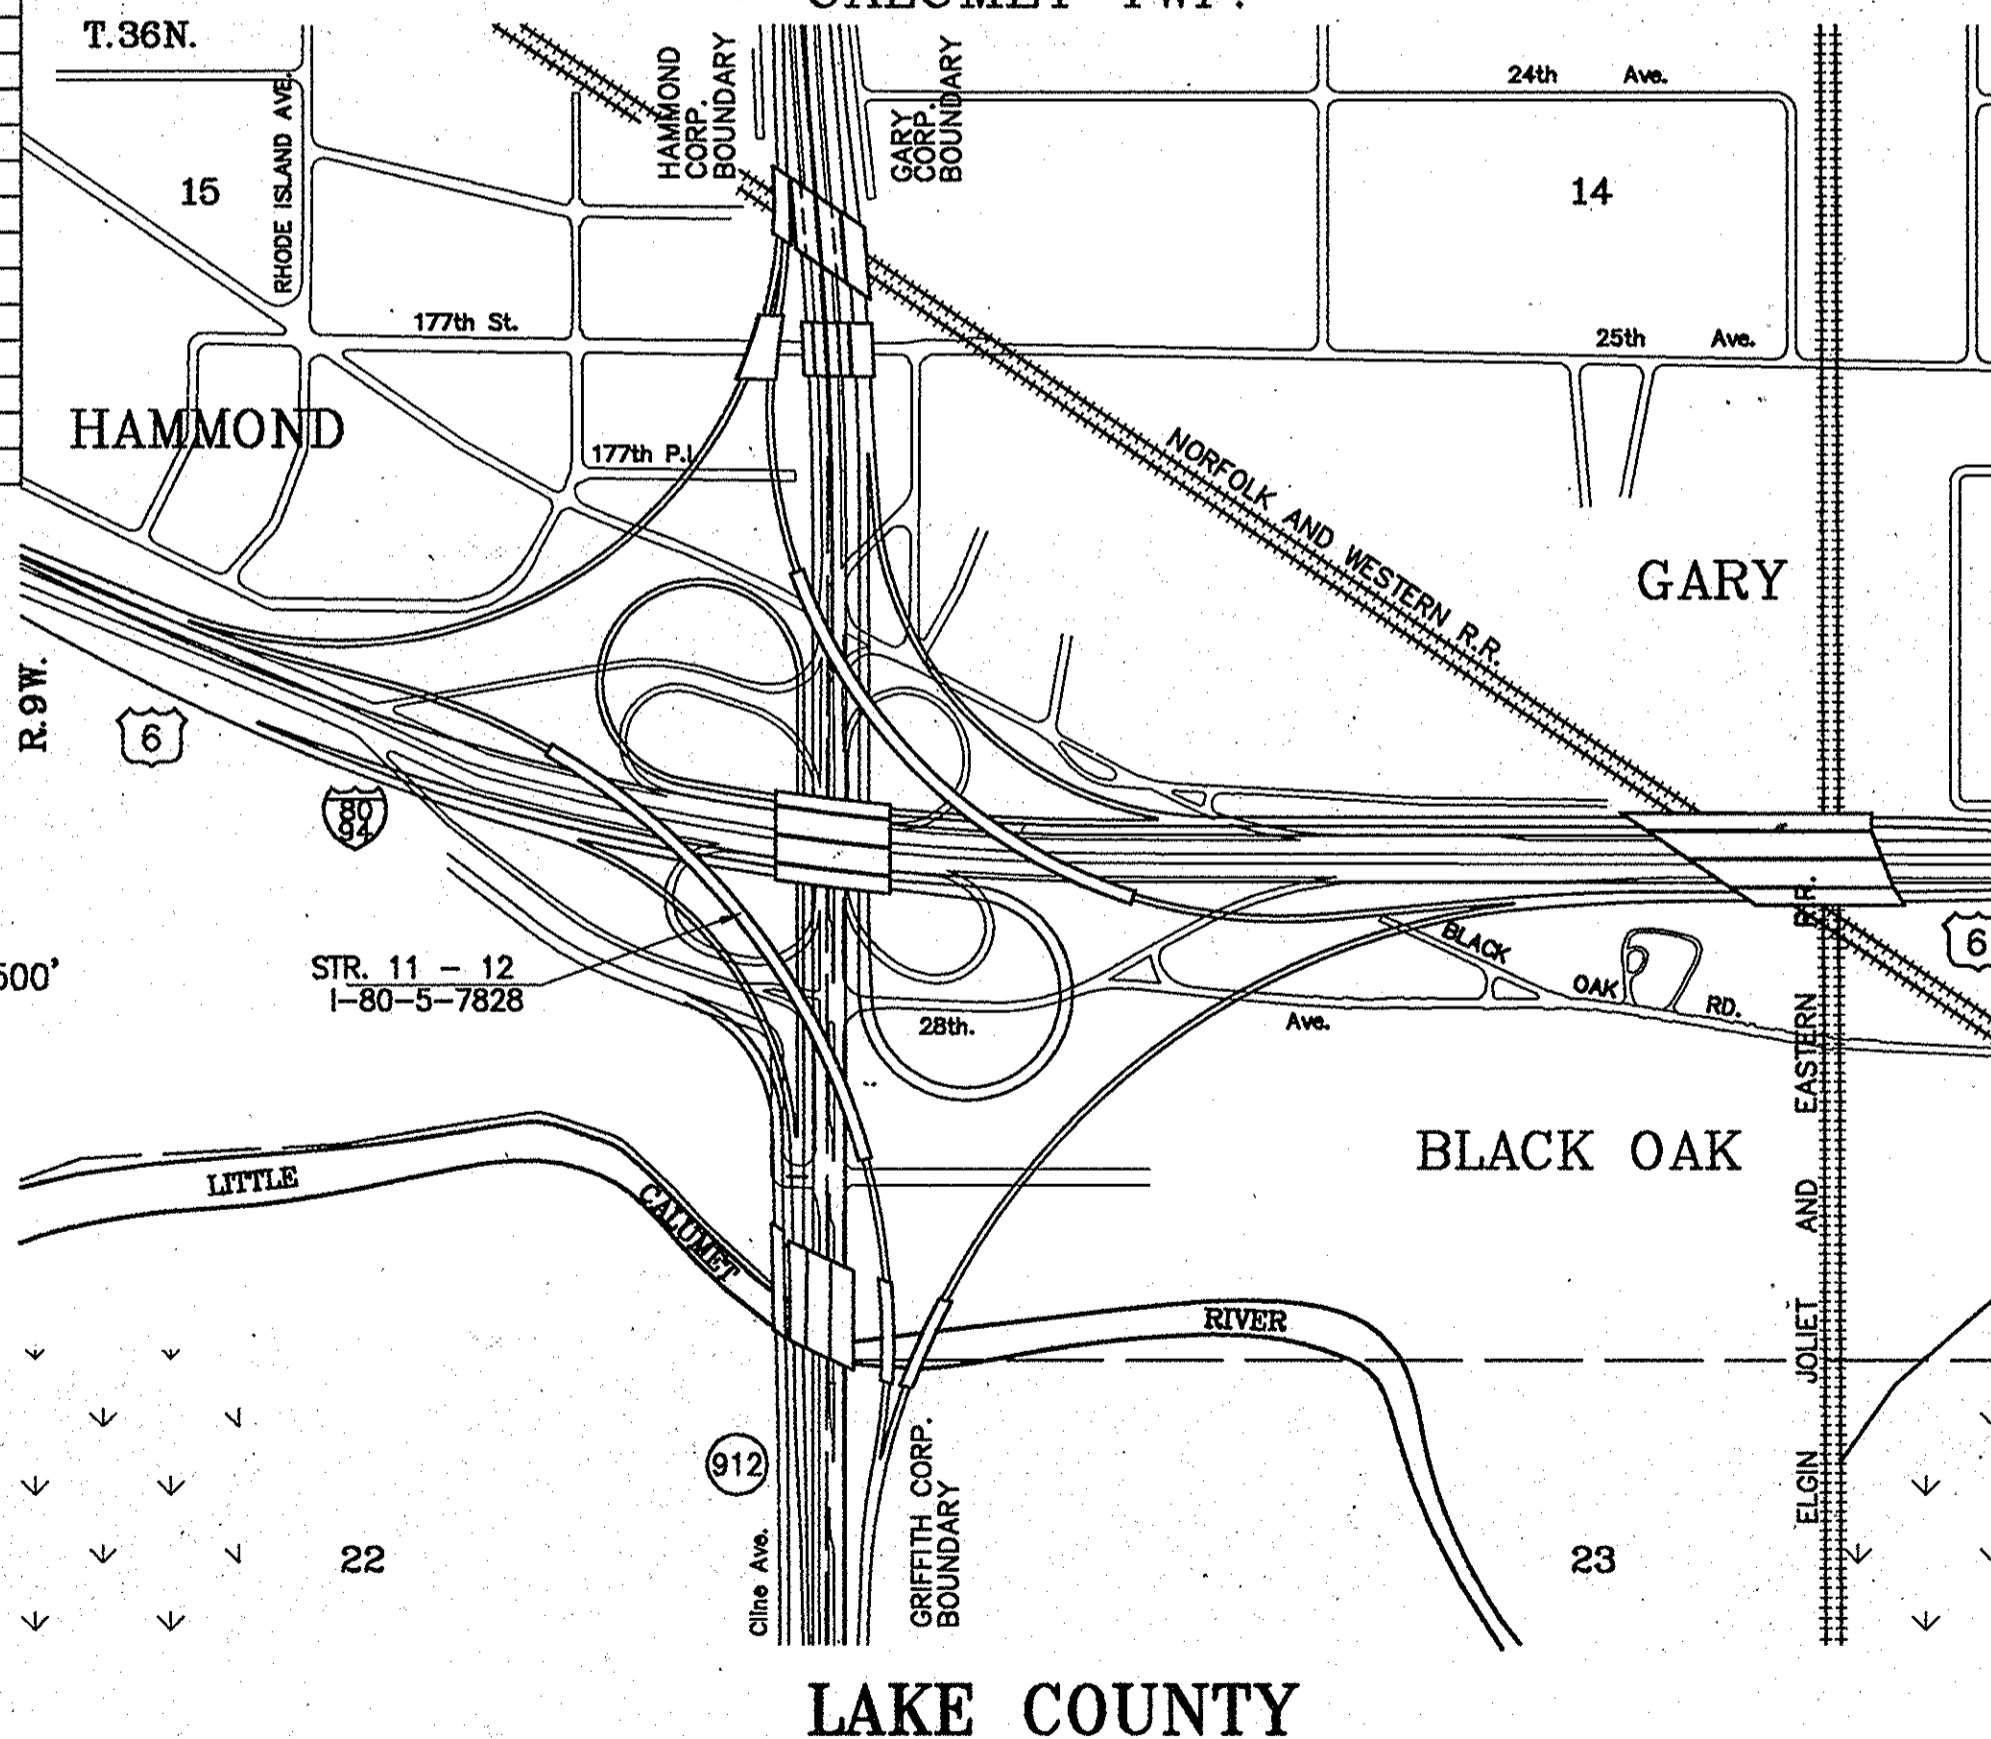 T.36N.
HAMMOND
CORP.
BOUNDARY
GARY
CORP.
BOUNDARY
24th Ave.
RHODE ISLAND AVE.
15
14
177th St.
25th Ave.
HAMMOND
177th P.l.
NORFOLK AND WESTERN R.R.
GARY
R.9W.
6
80
94
BLACK OAK RD.
6
500'
STR. 11 - 12
I-80-5-7828
28th. Ave.
BLACK OAK
LITTLE CALUMET RIVER
ELGIN JOLIET AND EASTERN R.R.
912
Cline Ave.
GRIFFITH CORP.
BOUNDARY
22
23
LAKE COUNTY